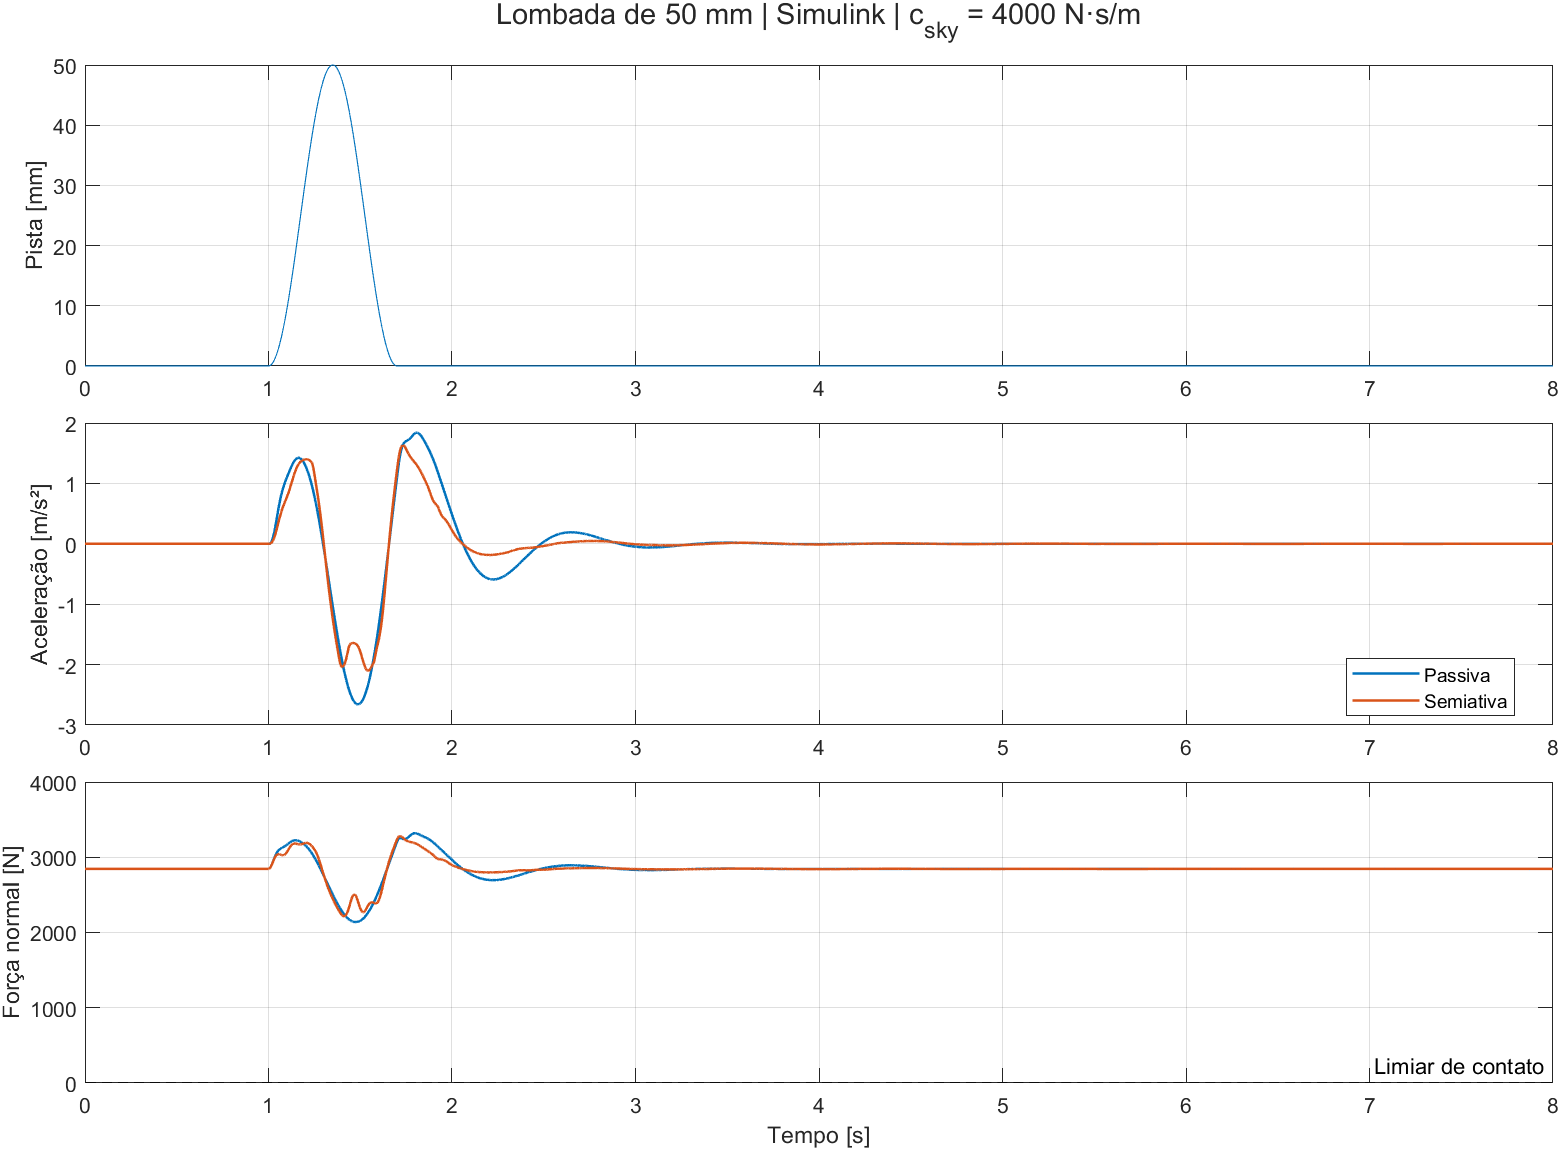 Lombada de 50 mm | Simulink | c_sky = 4000 N·s/m
Pista [mm]
50
40
30
20
10
0
0 1 2 3 4 5 6 7 8
Aceleração [m/s²]
2
1
0
-1
-2
-3
Passiva
Semiativa
0 1 2 3 4 5 6 7 8
Força normal [N]
4000
3000
2000
1000
0
Limiar de contato
0 1 2 3 4 5 6 7 8
Tempo [s]